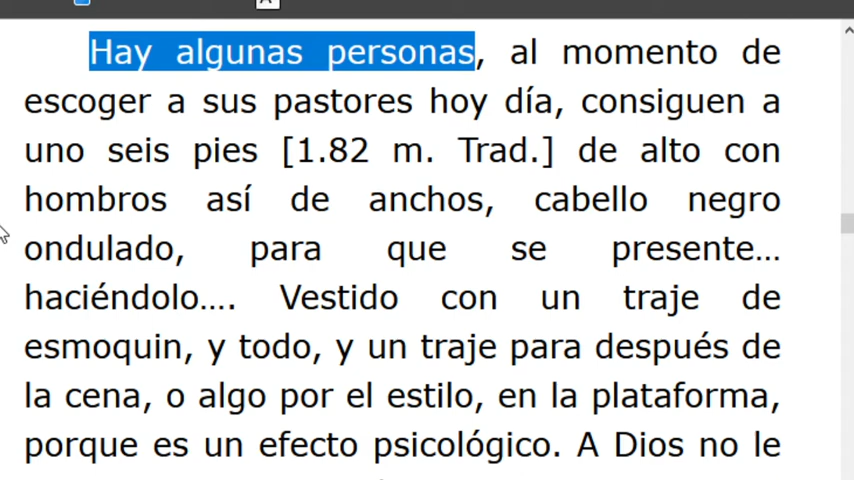 Hay algunas personas, al momento de
escoger a sus pastores hoy día, consiguen a
uno seis pies [1.82 m. Trad.] de alto con
hombros así de anchos, cabello negro
ondulado, para que se presente...
haciéndolo.... Vestido con un traje de
esmoquin, y todo, y un traje para después de
la cena, o algo por el estilo, en la plataforma,
porque es un efecto psicológico. A Dios no le